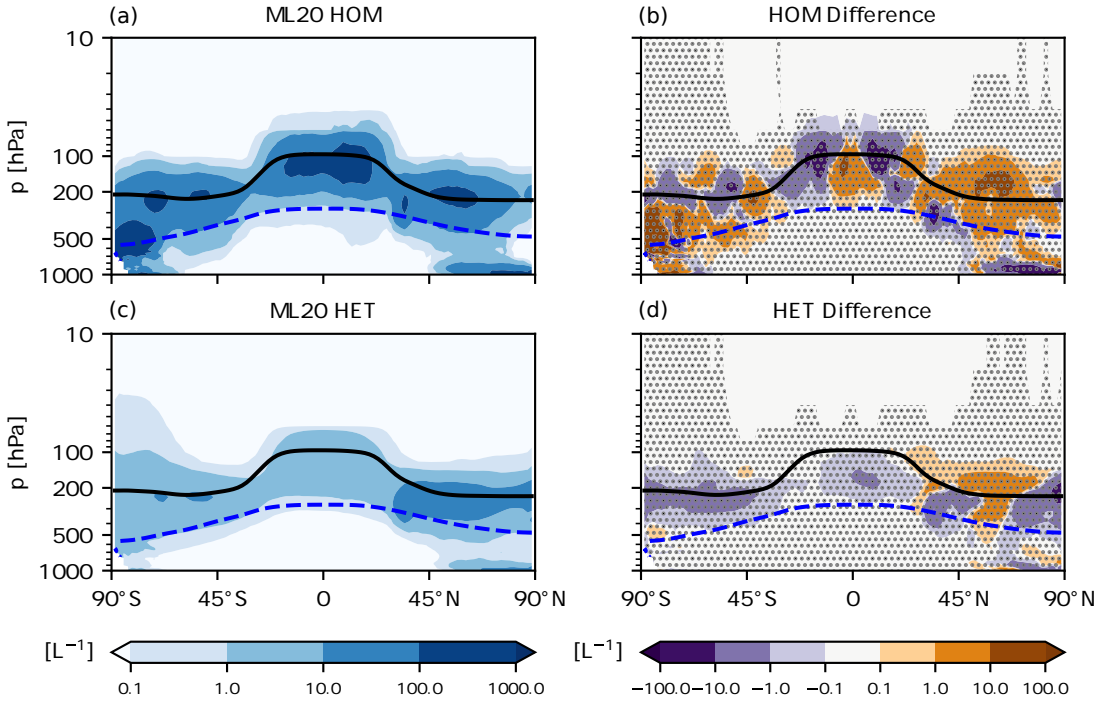 (a) ML20 HOM
(b) HOM Difference
p [hPa]
10
100
200
500
1000
(c) ML20 HET
(d) HET Difference
p [hPa]
10
100
200
500
1000
90°S 45°S 0 45°N 90°N
90°S 45°S 0 45°N 90°N
[L⁻¹]
0.1 1.0 10.0 100.0 1000.0
[L⁻¹]
−100.0 −10.0 −1.0 −0.1 0.1 1.0 10.0 100.0